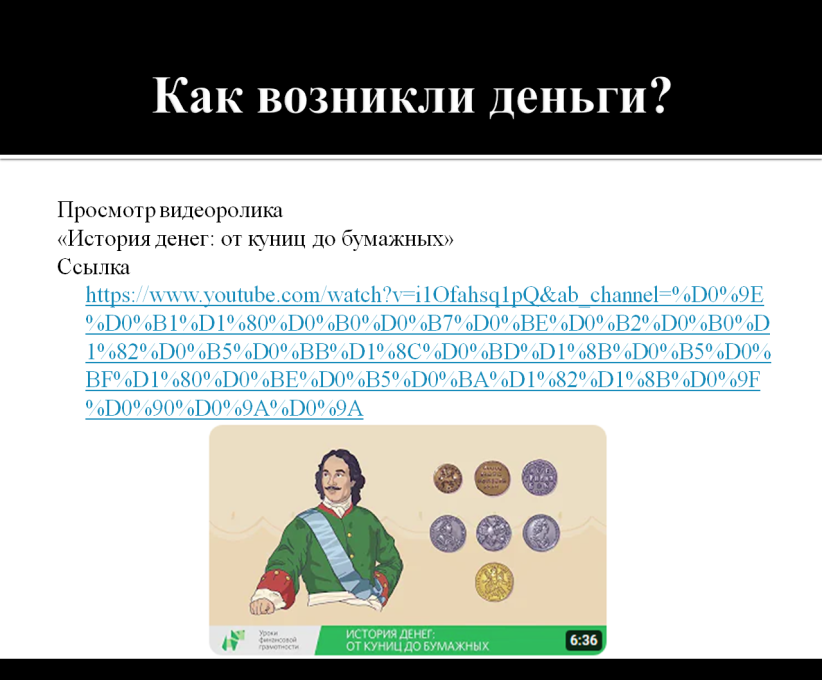 Как возникли деньги?
Просмотр видеоролика
«История денег: от куниц до бумажных»
Ссылка
https://www.youtube.com/watch?v=i1Ofahsq1pQ&ab_channel=%D0%9E
%D0%B1%D1%80%D0%B0%D0%B7%D0%BE%D0%B2%D0%B0%D
1%82%D0%B5%D0%BB%D1%8C%D0%BD%D1%8B%D0%B5%D0%
BF%D1%80%D0%BE%D0%B5%D0%BA%D1%82%D1%8B%D0%9F
%D0%90%D0%9A%D0%9A
Уроки
финансовой
грамотности
ИСТОРИЯ ДЕНЕГ:
ОТ КУНИЦ ДО БУМАЖНЫХ
6:36